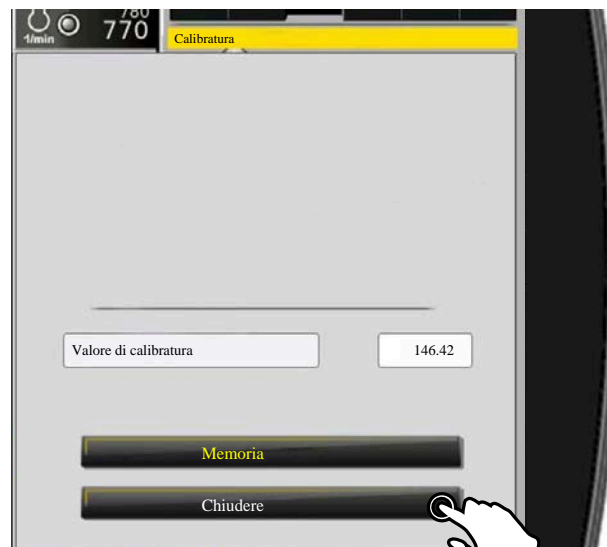 780
1/min 770
Calibratura
Valore di calibratura 146.42
Memoria
Chiudere